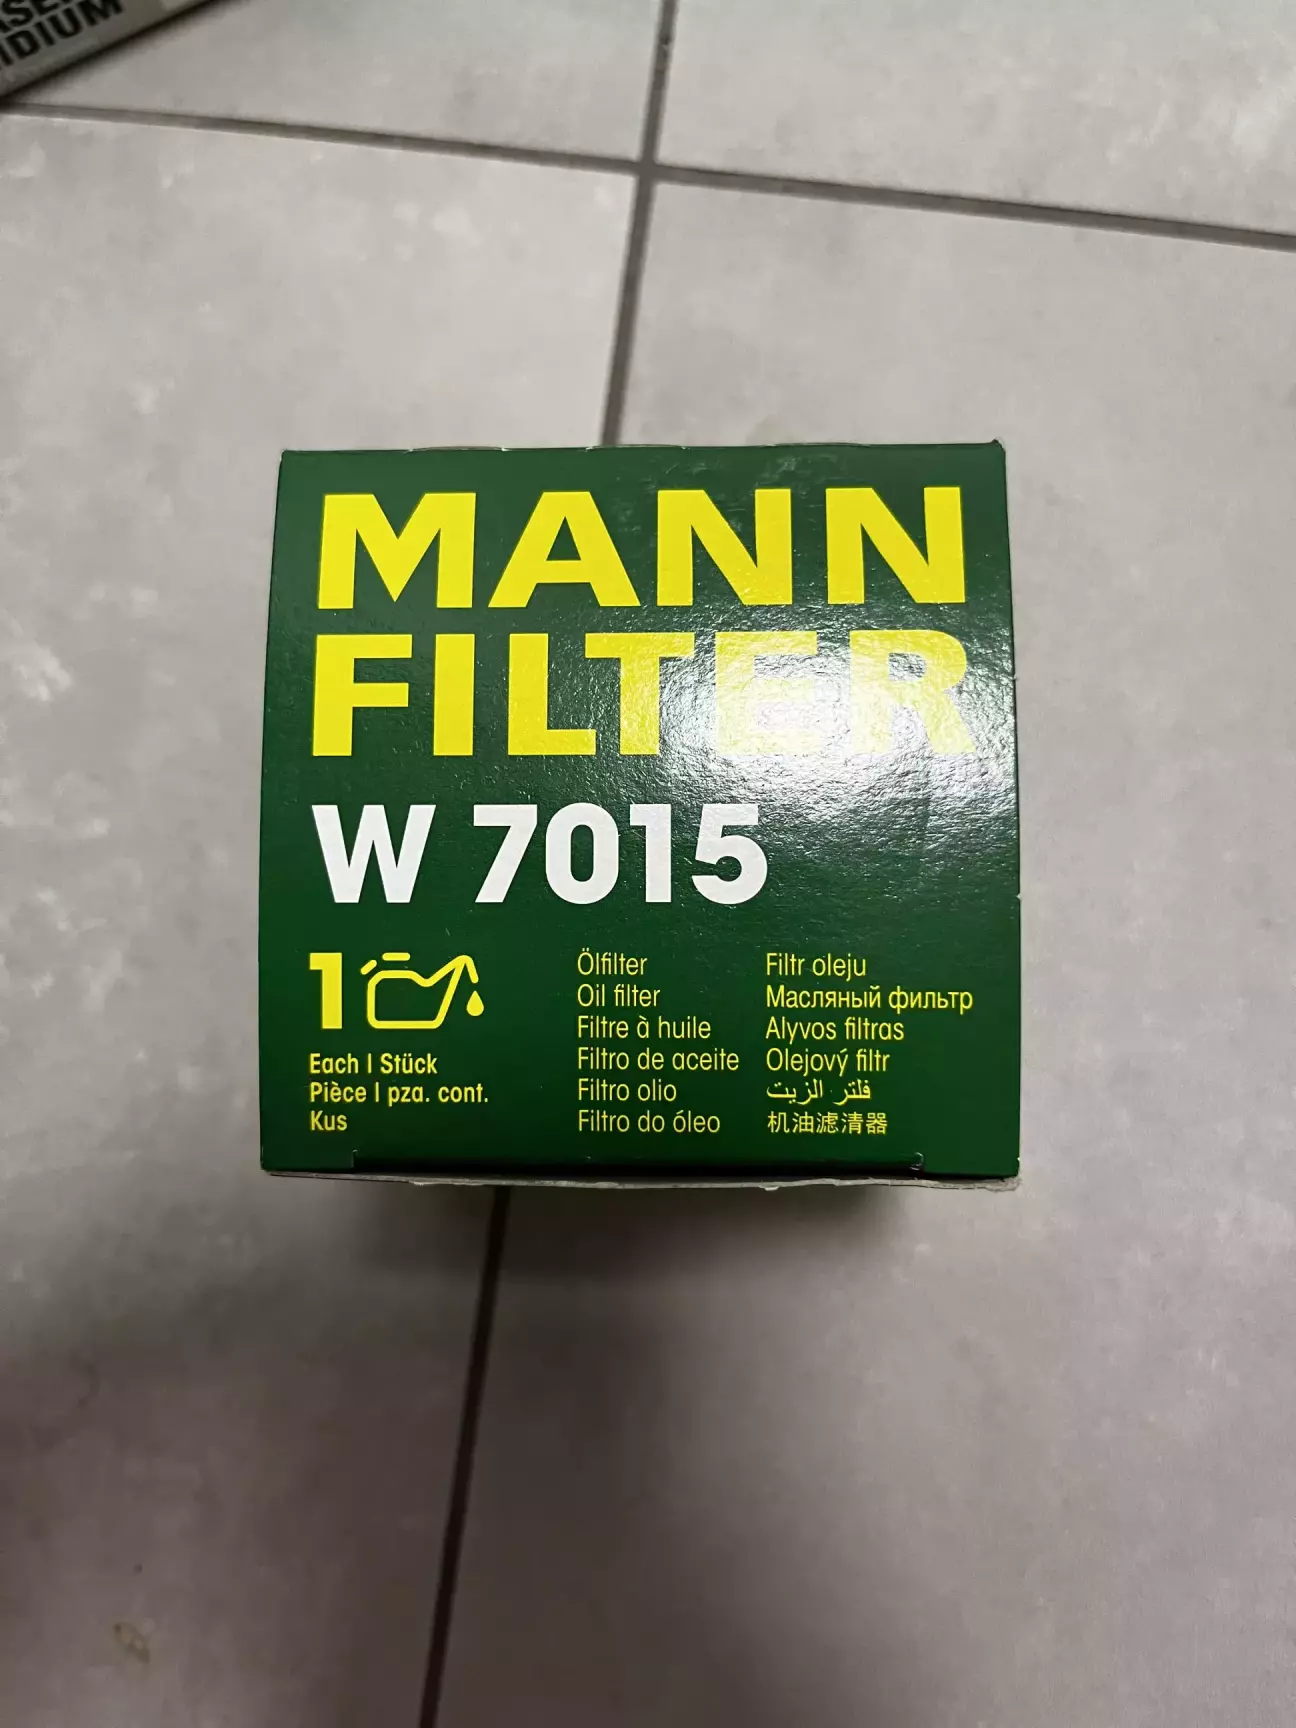 IDIUM
MANN
FILTER
W 7015
1
Each | Stück
Pièce | pza. cont.
Kus
Ölfilter
Oil filter
Filtre à huile
Filtro de aceite
Filtro olio
Filtro do óleo
Filtr oleju
Масляный фильтр
Alyvos filtras
Olejový filtr
فلتر الزيت
机油滤清器